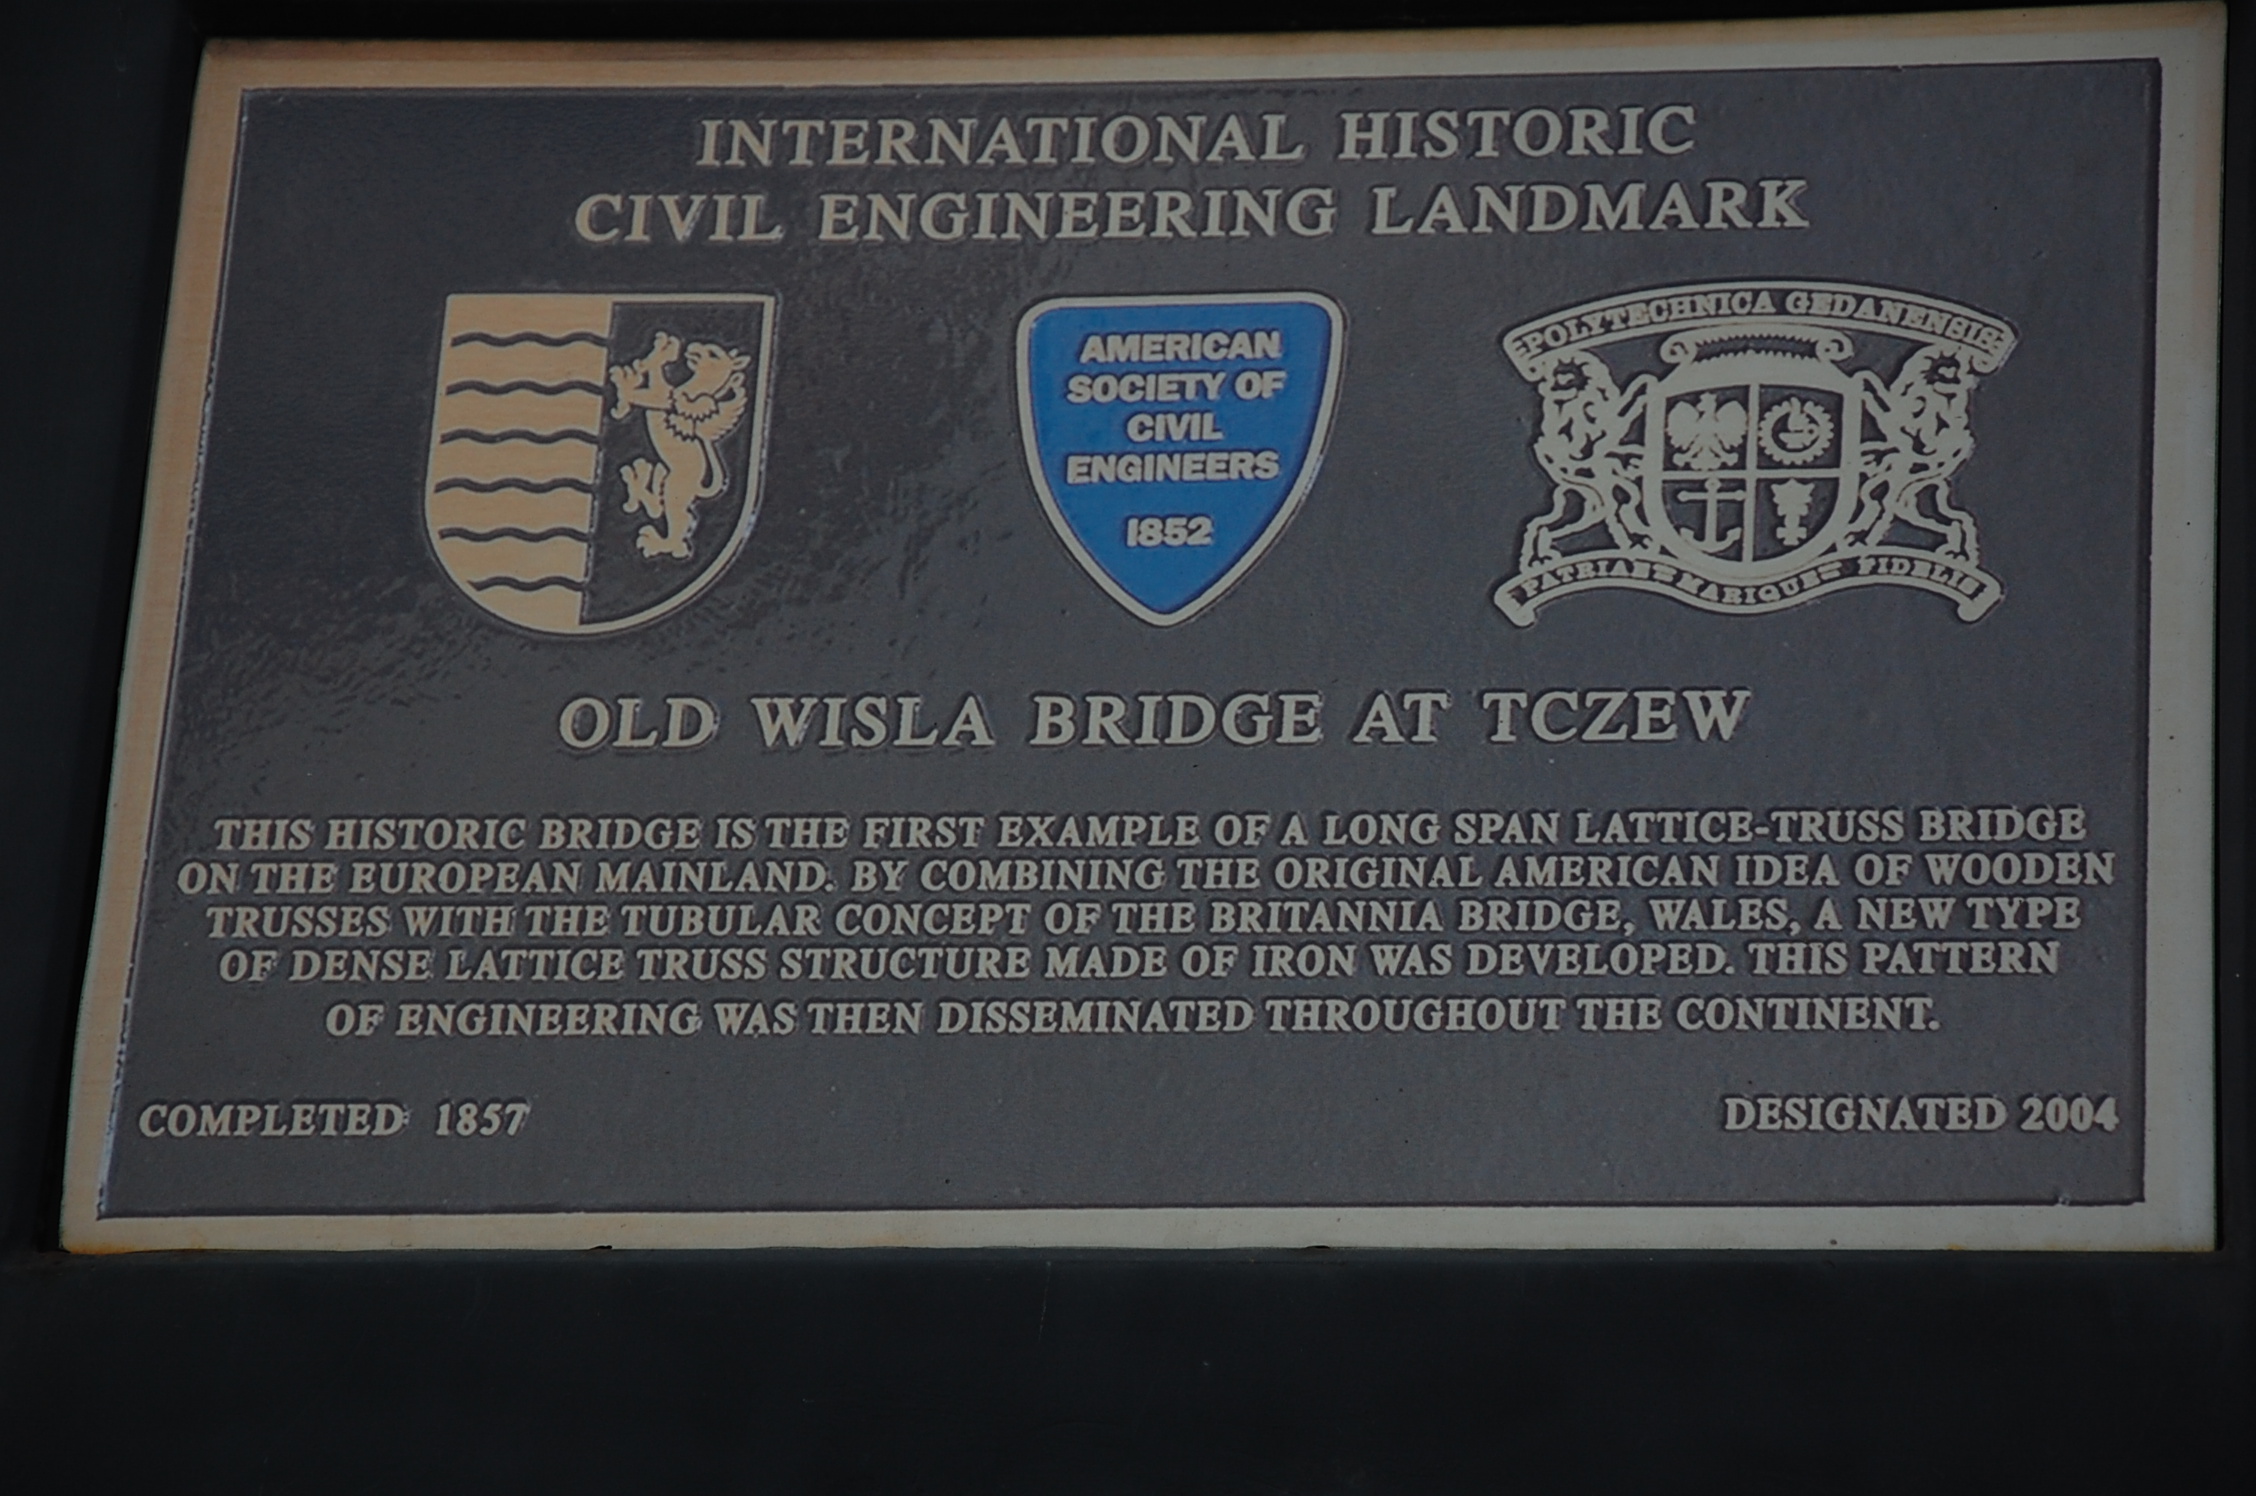 INTERNATIONAL HISTORIC
CIVIL ENGINEERING LANDMARK
AMERICAN
SOCIETY OF
CIVIL
ENGINEERS
1852
POLYTECHNICA GEDANENSIS
PATRIAE MARIQUE FIDELIS
OLD WISLA BRIDGE AT TCZEW
THIS HISTORIC BRIDGE IS THE FIRST EXAMPLE OF A LONG SPAN LATTICE-TRUSS BRIDGE
ON THE EUROPEAN MAINLAND. BY COMBINING THE ORIGINAL AMERICAN IDEA OF WOODEN
TRUSSES WITH THE TUBULAR CONCEPT OF THE BRITANNIA BRIDGE, WALES, A NEW TYPE
OF DENSE LATTICE TRUSS STRUCTURE MADE OF IRON WAS DEVELOPED. THIS PATTERN
OF ENGINEERING WAS THEN DISSEMINATED THROUGHOUT THE CONTINENT.
COMPLETED 1857
DESIGNATED 2004